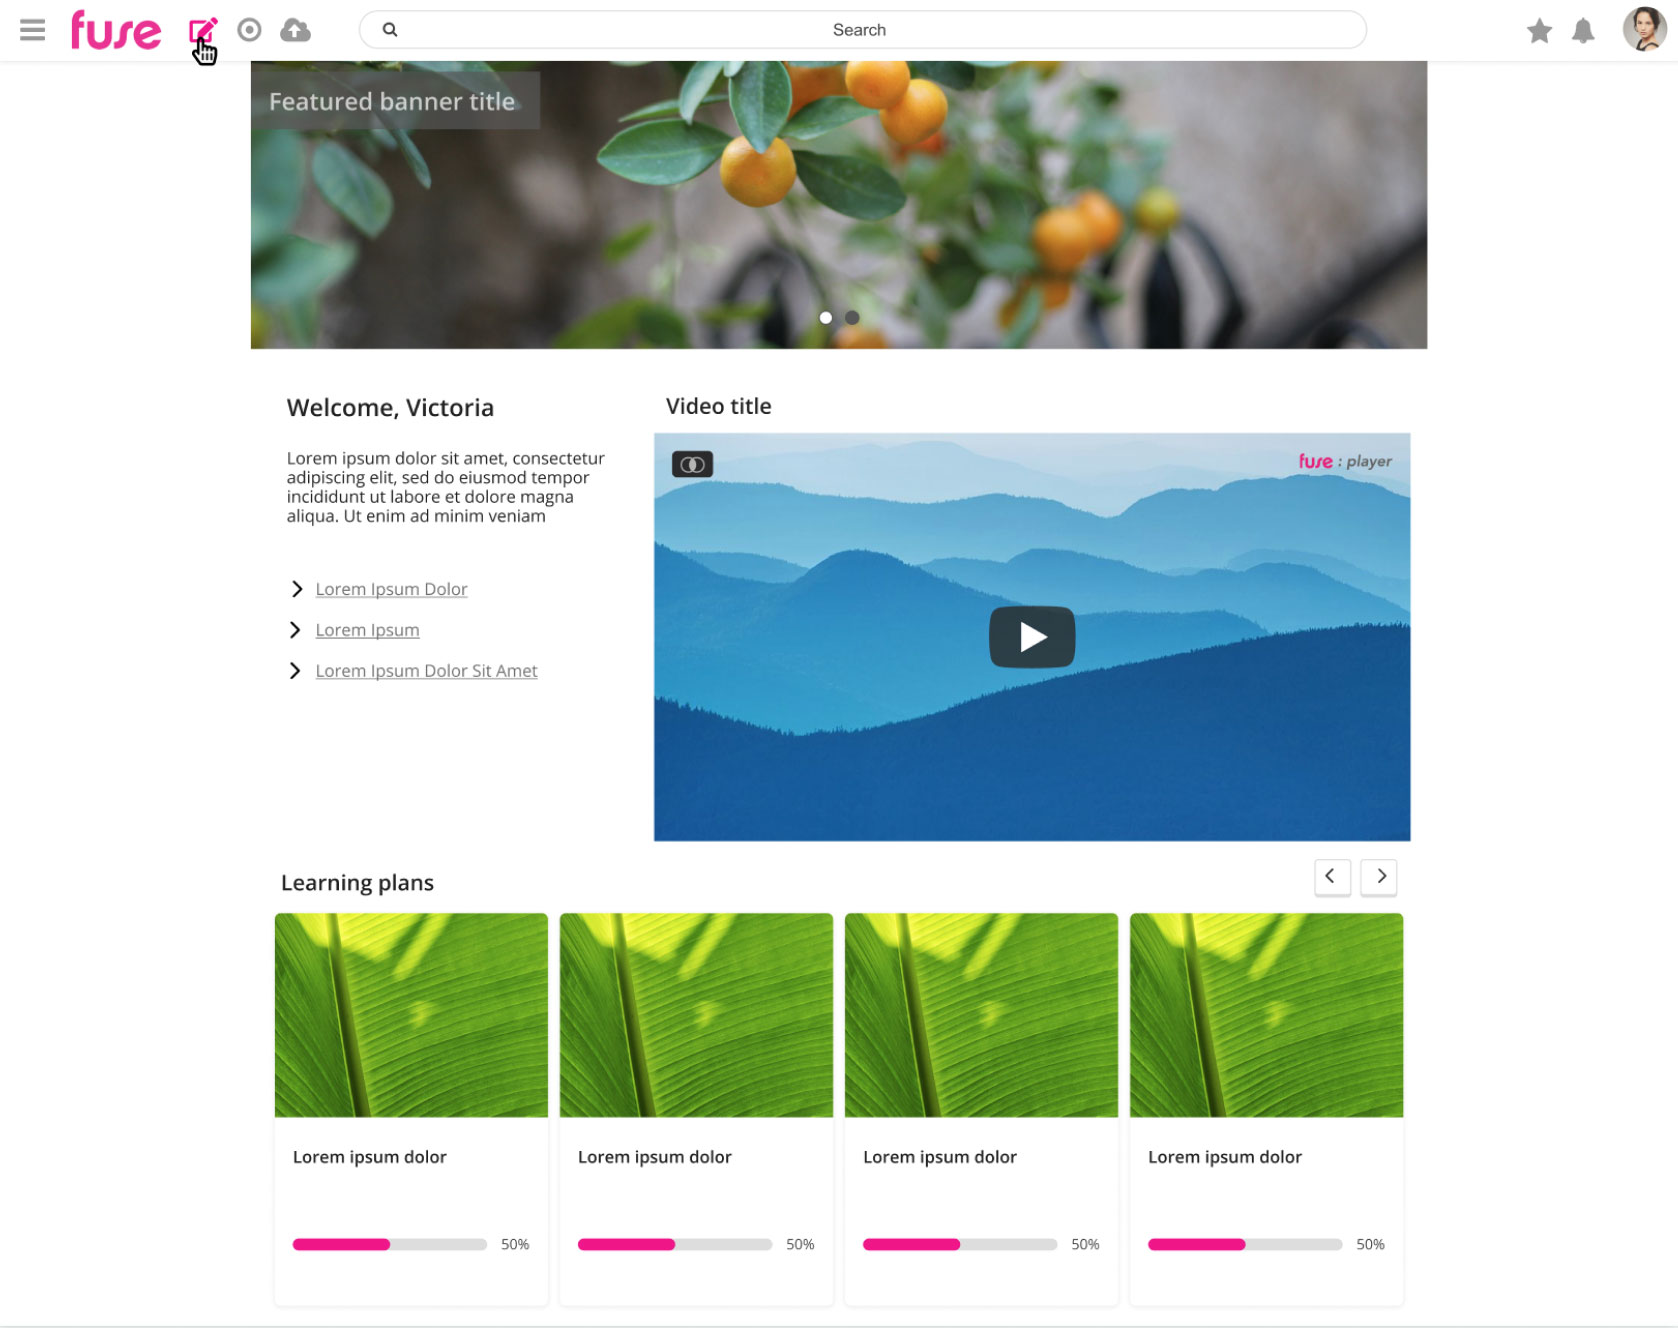 fuse
Search
Featured banner title
Welcome, Victoria
Lorem ipsum dolor sit amet, consectetur
adipiscing elit, sed do eiusmod tempor
incididunt ut labore et dolore magna
aliqua. Ut enim ad minim veniam
Lorem Ipsum Dolor
Lorem Ipsum
Lorem Ipsum Dolor Sit Amet
Video title
fuse : player
Learning plans
Lorem ipsum dolor
50%
Lorem ipsum dolor
50%
Lorem ipsum dolor
50%
Lorem ipsum dolor
50%